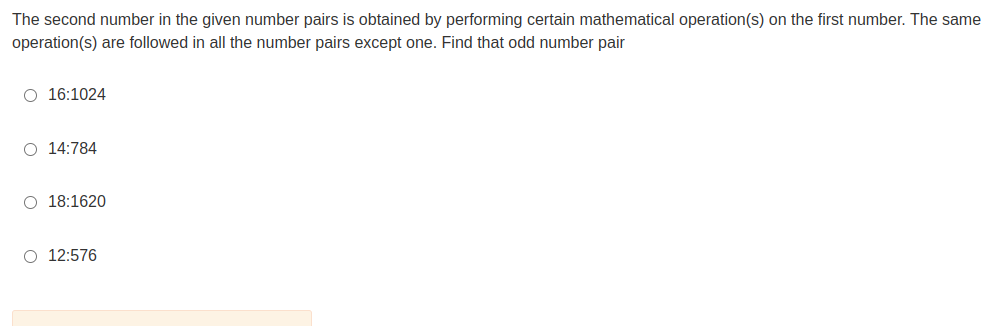 The second number in the given number pairs is obtained by performing certain mathematical operation(s) on the first number. The same
operation(s) are followed in all the number pairs except one. Find that odd number pair
16:1024
14:784
18:1620
12:576